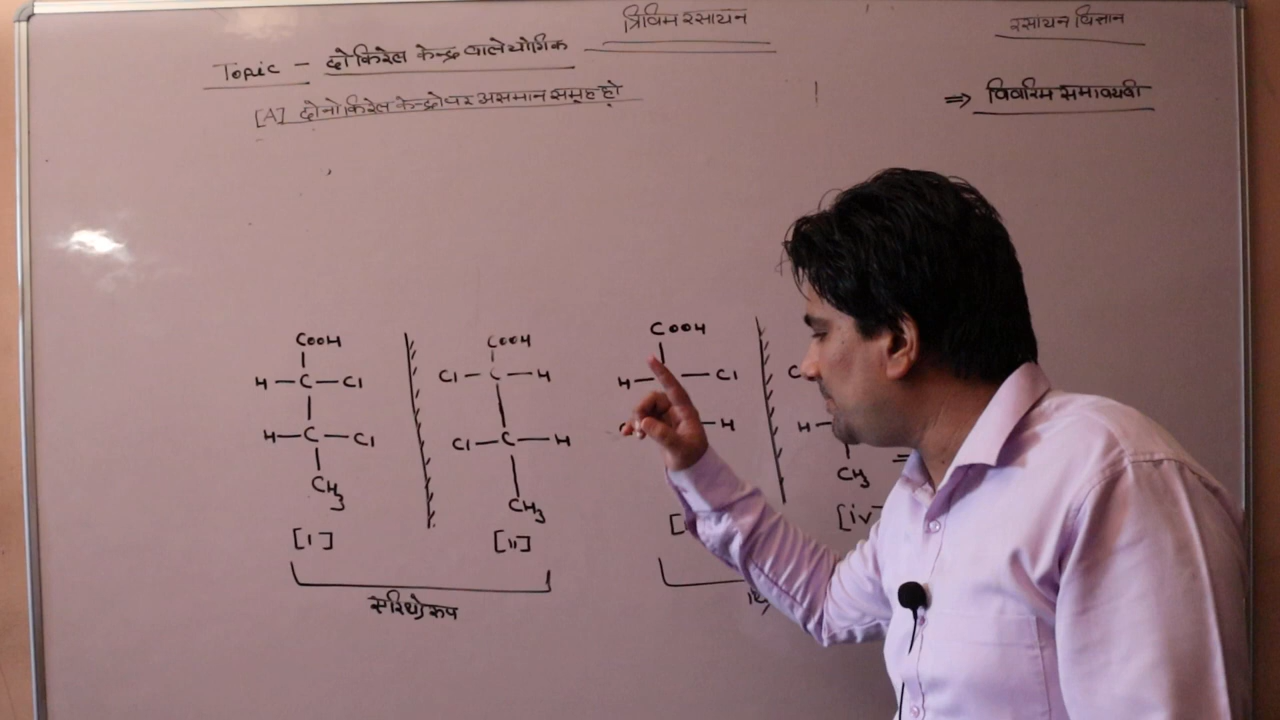 त्रिविम रसायन
रसायन विज्ञान
Topic - दो किरेल केन्द्र वाले यौगिक
[A] दोनो किरेल केन्द्रो पर असमान समूह हो
⇒ विवरिम समावयवी
COOH COOH COOH
H—C—Cl Cl—C—H H— —Cl C
H—C—Cl Cl—C—H —H H—
CH3 CH3 CH3
[i] [ii] [iv]
एरिथ्रो रूप